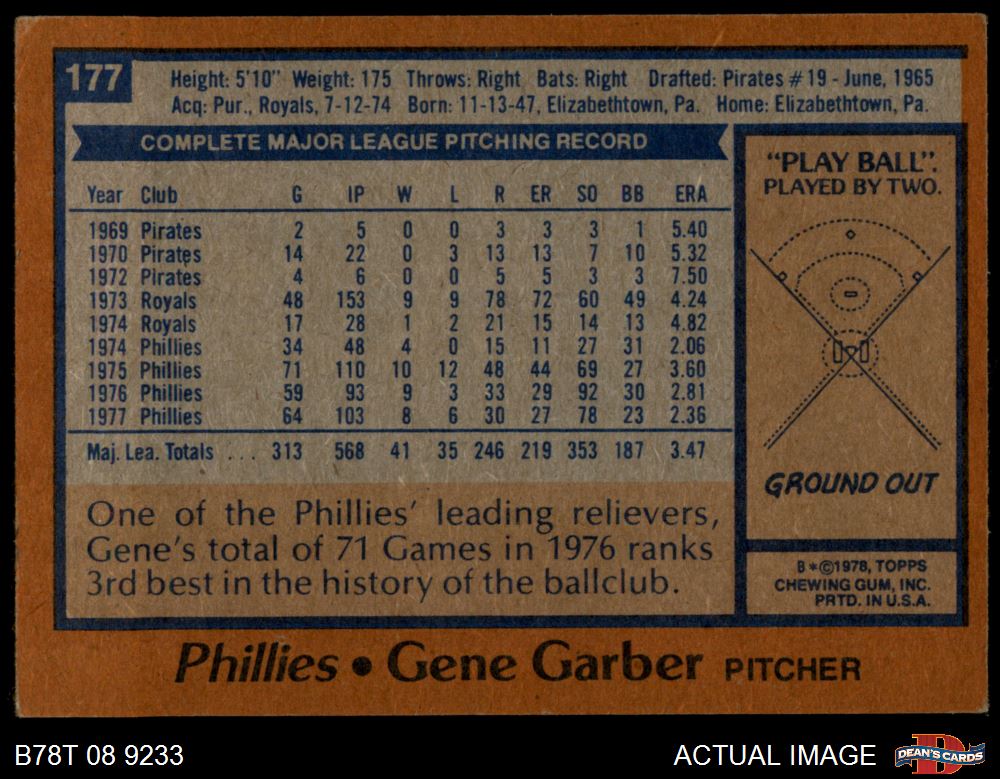 177
Height: 5'10" Weight: 175 Throws: Right Bats: Right Drafted: Pirates #19 - June, 1965
Acq: Pur., Royals, 7-12-74 Born: 11-13-47, Elizabethtown, Pa. Home: Elizabethtown, Pa.
COMPLETE MAJOR LEAGUE PITCHING RECORD
Year Club G IP W L R ER SO BB ERA
1969 Pirates 2 5 0 0 3 3 3 1 5.40
1970 Pirates 14 22 0 3 13 13 7 10 5.32
1972 Pirates 4 6 0 0 5 5 3 3 7.50
1973 Royals 48 153 9 9 78 72 60 49 4.24
1974 Royals 17 28 1 2 21 15 14 13 4.82
1974 Phillies 34 48 4 0 15 11 27 31 2.06
1975 Phillies 71 110 10 12 48 44 69 27 3.60
1976 Phillies 59 93 9 3 33 29 92 30 2.81
1977 Phillies 64 103 8 6 30 27 78 23 2.36
Maj. Lea. Totals . . . 313 568 41 35 246 219 353 187 3.47
One of the Phillies' leading relievers,
Gene's total of 71 Games in 1976 ranks
3rd best in the history of the ballclub.
"PLAY BALL":
PLAYED BY TWO.
GROUND OUT
B*©1978, TOPPS
CHEWING GUM, INC.
PRTD. IN U.S.A.
Phillies • Gene Garber PITCHER
B78T 08 9233
ACTUAL IMAGE
DEAN'S CARDS